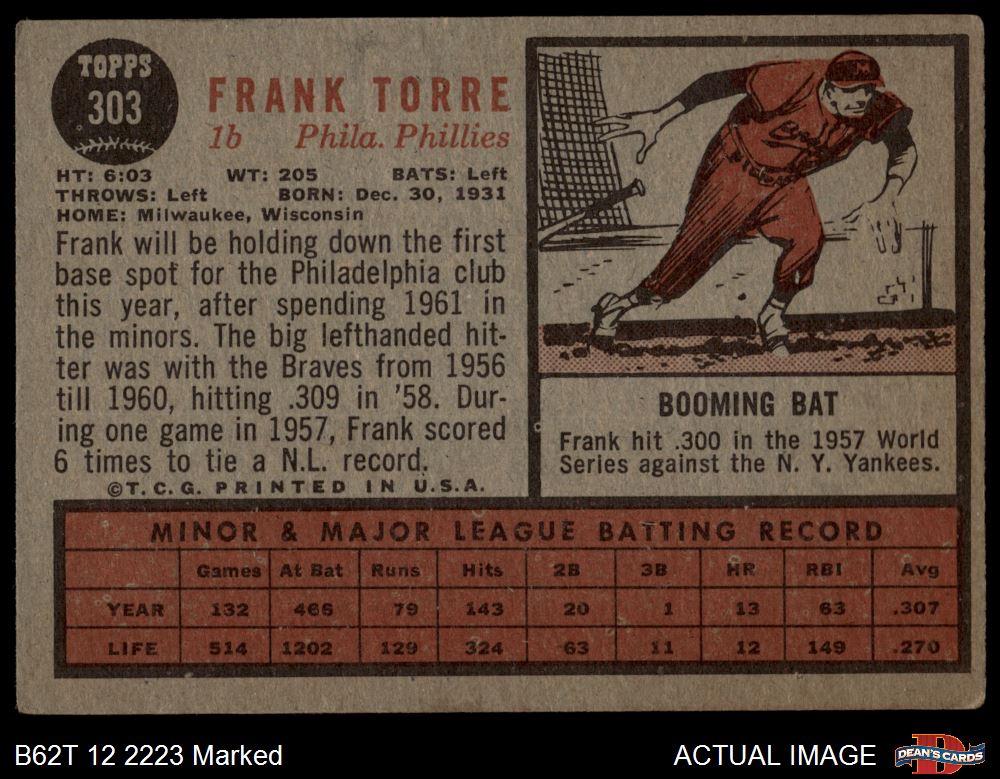 TOPPS
303
FRANK TORRE
1b Phila. Phillies
HT: 6:03 WT: 205 BATS: Left
THROWS: Left BORN: Dec. 30, 1931
HOME: Milwaukee, Wisconsin
Frank will be holding down the first
base spot for the Philadelphia club
this year, after spending 1961 in
the minors. The big lefthanded hit-
ter was with the Braves from 1956
till 1960, hitting .309 in '58. Dur-
ing one game in 1957, Frank scored
6 times to tie a N.L. record.
©T.C.G. PRINTED IN U.S.A.
M
BOOMING BAT
Frank hit .300 in the 1957 World
Series against the N. Y. Yankees.
MINOR & MAJOR LEAGUE BATTING RECORD
Games At Bat Runs Hits 2B 3B HR RBI Avg
YEAR 132 466 79 143 20 1 13 63 .307
LIFE 514 1202 129 324 63 11 12 149 .270
B62T 12 2223 Marked
ACTUAL IMAGE
DEAN'S CARDS